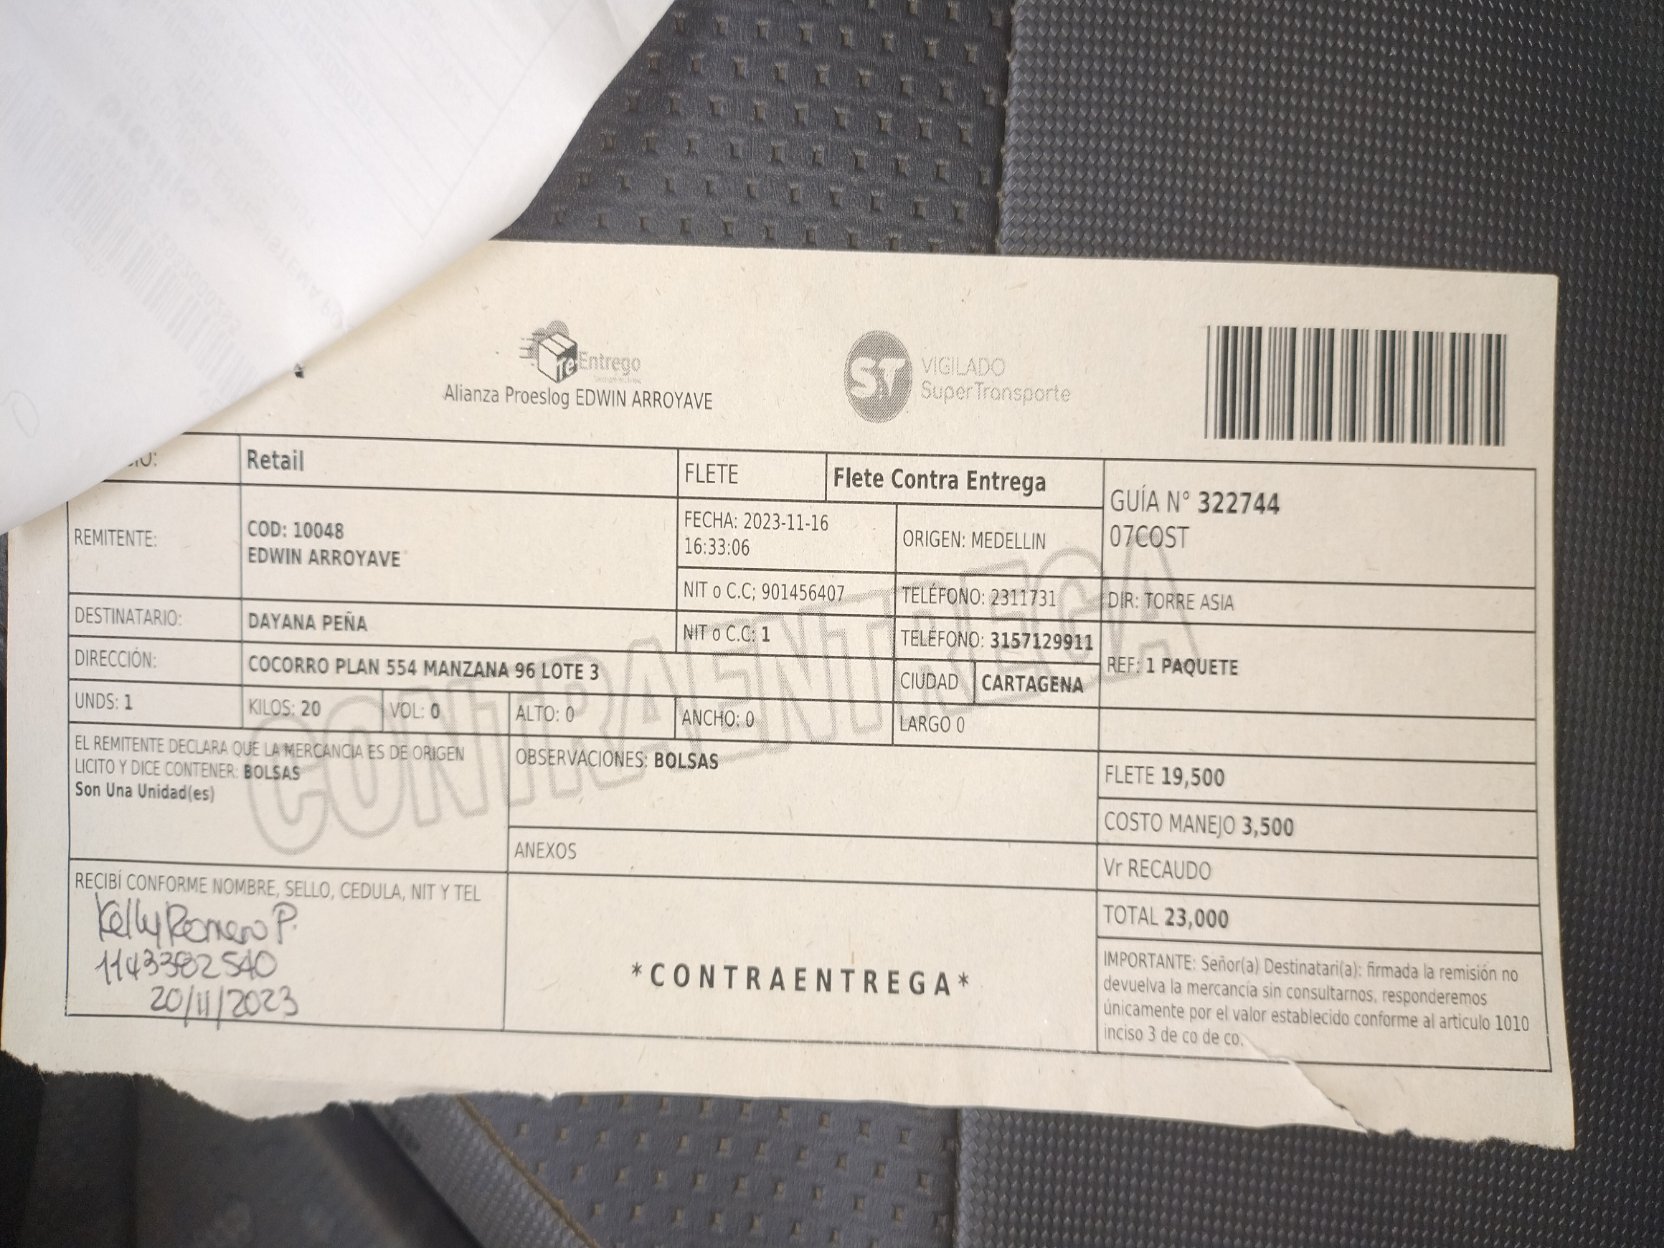 Te Entrego
Alianza Proeslog EDWIN ARROYAVE
ST
VIGILADO
SuperTransporte
Retail
FLETE
Flete Contra Entrega
GUÍA N° 322744
07COST
REMITENTE:
COD: 10048
EDWIN ARROYAVE
FECHA: 2023-11-16
16:33:06
ORIGEN: MEDELLIN
NIT o C.C; 901456407
TELÉFONO: 2311731
DIR: TORRE ASIA
DESTINATARIO:
DAYANA PEÑA
NIT o C.C: 1
TELÉFONO: 3157129911
REF: 1 PAQUETE
DIRECCIÓN:
COCORRO PLAN 554 MANZANA 96 LOTE 3
CIUDAD
CARTAGENA
UNDS: 1
KILOS: 20
VOL: 0
ALTO: 0
ANCHO: 0
LARGO 0
CONTRAENTREGA
EL REMITENTE DECLARA QUE LA MERCANCIA ES DE ORIGEN
LICITO Y DICE CONTENER: BOLSAS
Son Una Unidad(es)
OBSERVACIONES: BOLSAS
FLETE 19,500
COSTO MANEJO 3,500
ANEXOS
Vr RECAUDO
TOTAL 23,000
RECIBÍ CONFORME NOMBRE, SELLO, CEDULA, NIT Y TEL
Kelly Romero P.
1143382540
20/11/2023
*CONTRAENTREGA*
IMPORTANTE: Señor(a) Destinatari(a): firmada la remisión no
devuelva la mercancía sin consultarnos, responderemos
únicamente por el valor establecido conforme al articulo 1010
inciso 3 de co de co.